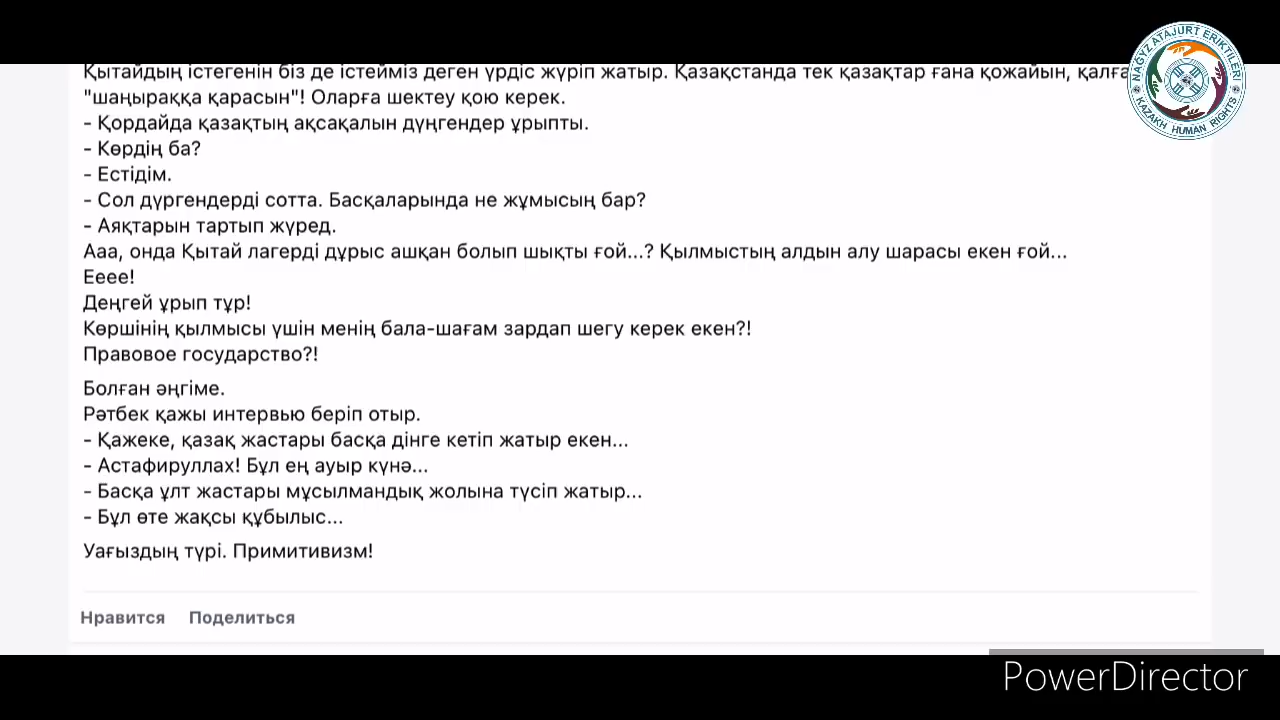 Қытайдың істегенін біз де істейміз деген үрдіс жүріп жатыр. Қазақстанда тек қазақтар ғана қожайын, қалға
"шаңыраққа қарасын"! Оларға шектеу қою керек.
- Қордайда қазақтың ақсақалын дүңгендер ұрыпты.
- Көрдің ба?
- Естідім.
- Сол дүргендерді сотта. Басқаларында не жұмысың бар?
- Аяқтарын тартып жүред.
Ааа, онда Қытай лагерді дұрыс ашқан болып шықты ғой...? Қылмыстың алдын алу шарасы екен ғой...
Ееее!
Деңгей ұрып тұр!
Көршінің қылмысы үшін менің бала-шағам зардап шегу керек екен?!
Правовое государство?!
Болған әңгіме.
Рәтбек қажы интервью беріп отыр.
- Қажеке, қазақ жастары басқа дінге кетіп жатыр екен...
- Астафируллах! Бұл ең ауыр күнә...
- Басқа ұлт жастары мұсылмандық жолына түсіп жатыр...
- Бұл өте жақсы құбылыс...
Уағыздың түрі. Примитивизм!
Нравится Поделиться
NAGYZ ATAJURT ERIKTILERI
KAZAKH HUMAN RIGHTS
PowerDirector